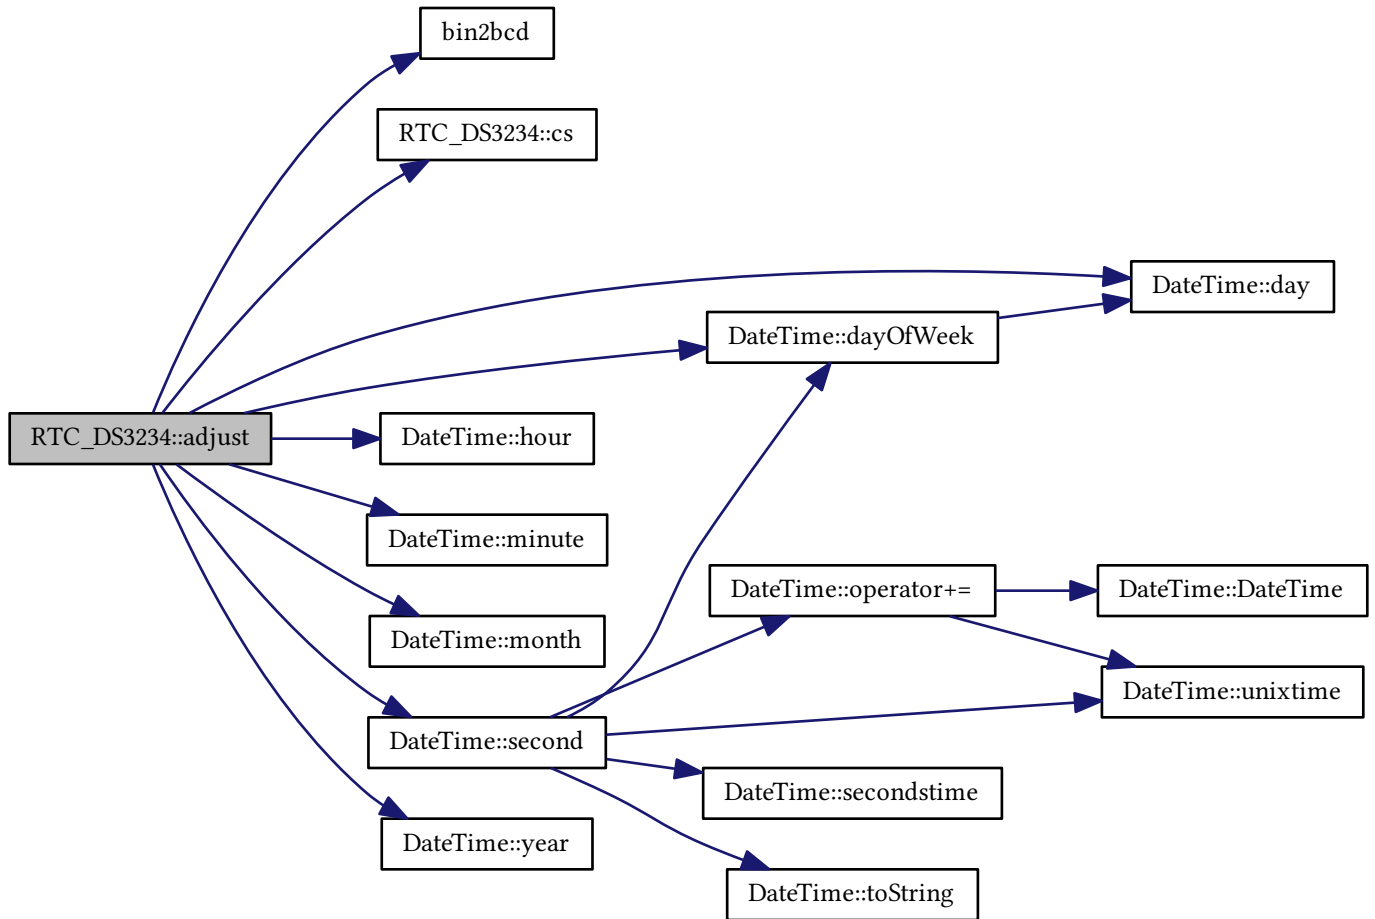 bin2bcd
RTC_DS3234::cs
DateTime::day
DateTime::dayOfWeek
RTC_DS3234::adjust
DateTime::hour
DateTime::minute
DateTime::operator+=
DateTime::DateTime
DateTime::month
DateTime::unixtime
DateTime::second
DateTime::secondstime
DateTime::year
DateTime::toString